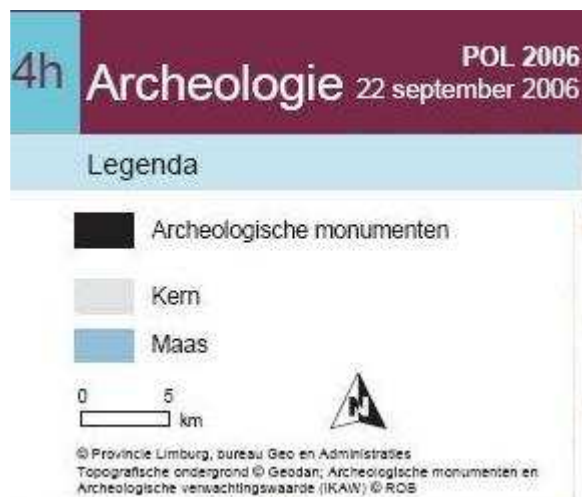 4h
Archeologie
POL 2006
22 september 2006
Legenda
Archeologische monumenten
Kern
Maas
0 5
km
N
© Provincie Limburg, bureau Geo en Administraties
Topografische ondergrond © Geodan; Archeologische monumenten en
Archeologische verwachtingswaarde (IKAW) © ROB